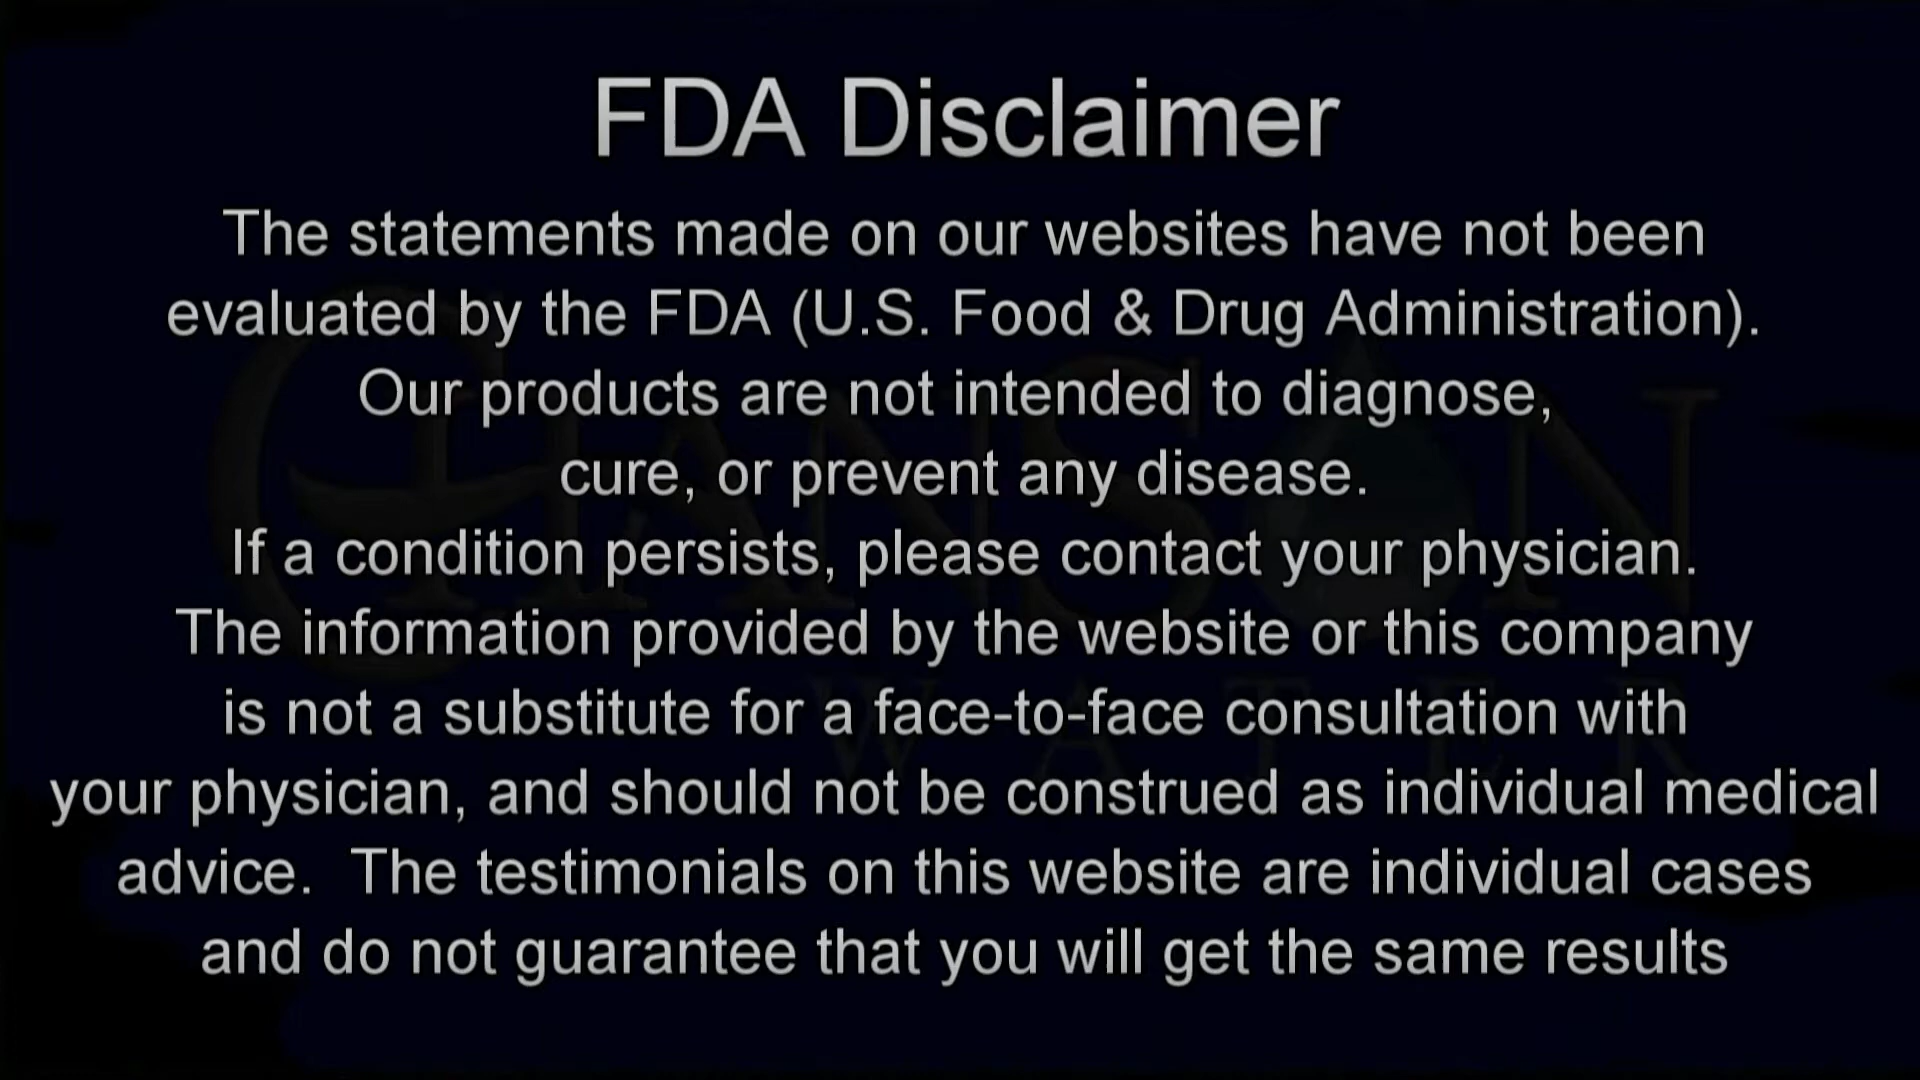 FDA Disclaimer
The statements made on our websites have not been
evaluated by the FDA (U.S. Food & Drug Administration).
Our products are not intended to diagnose,
cure, or prevent any disease.
If a condition persists, please contact your physician.
The information provided by the website or this company
is not a substitute for a face-to-face consultation with
your physician, and should not be construed as individual medical
advice.  The testimonials on this website are individual cases
and do not guarantee that you will get the same results
CHANSON
WATER